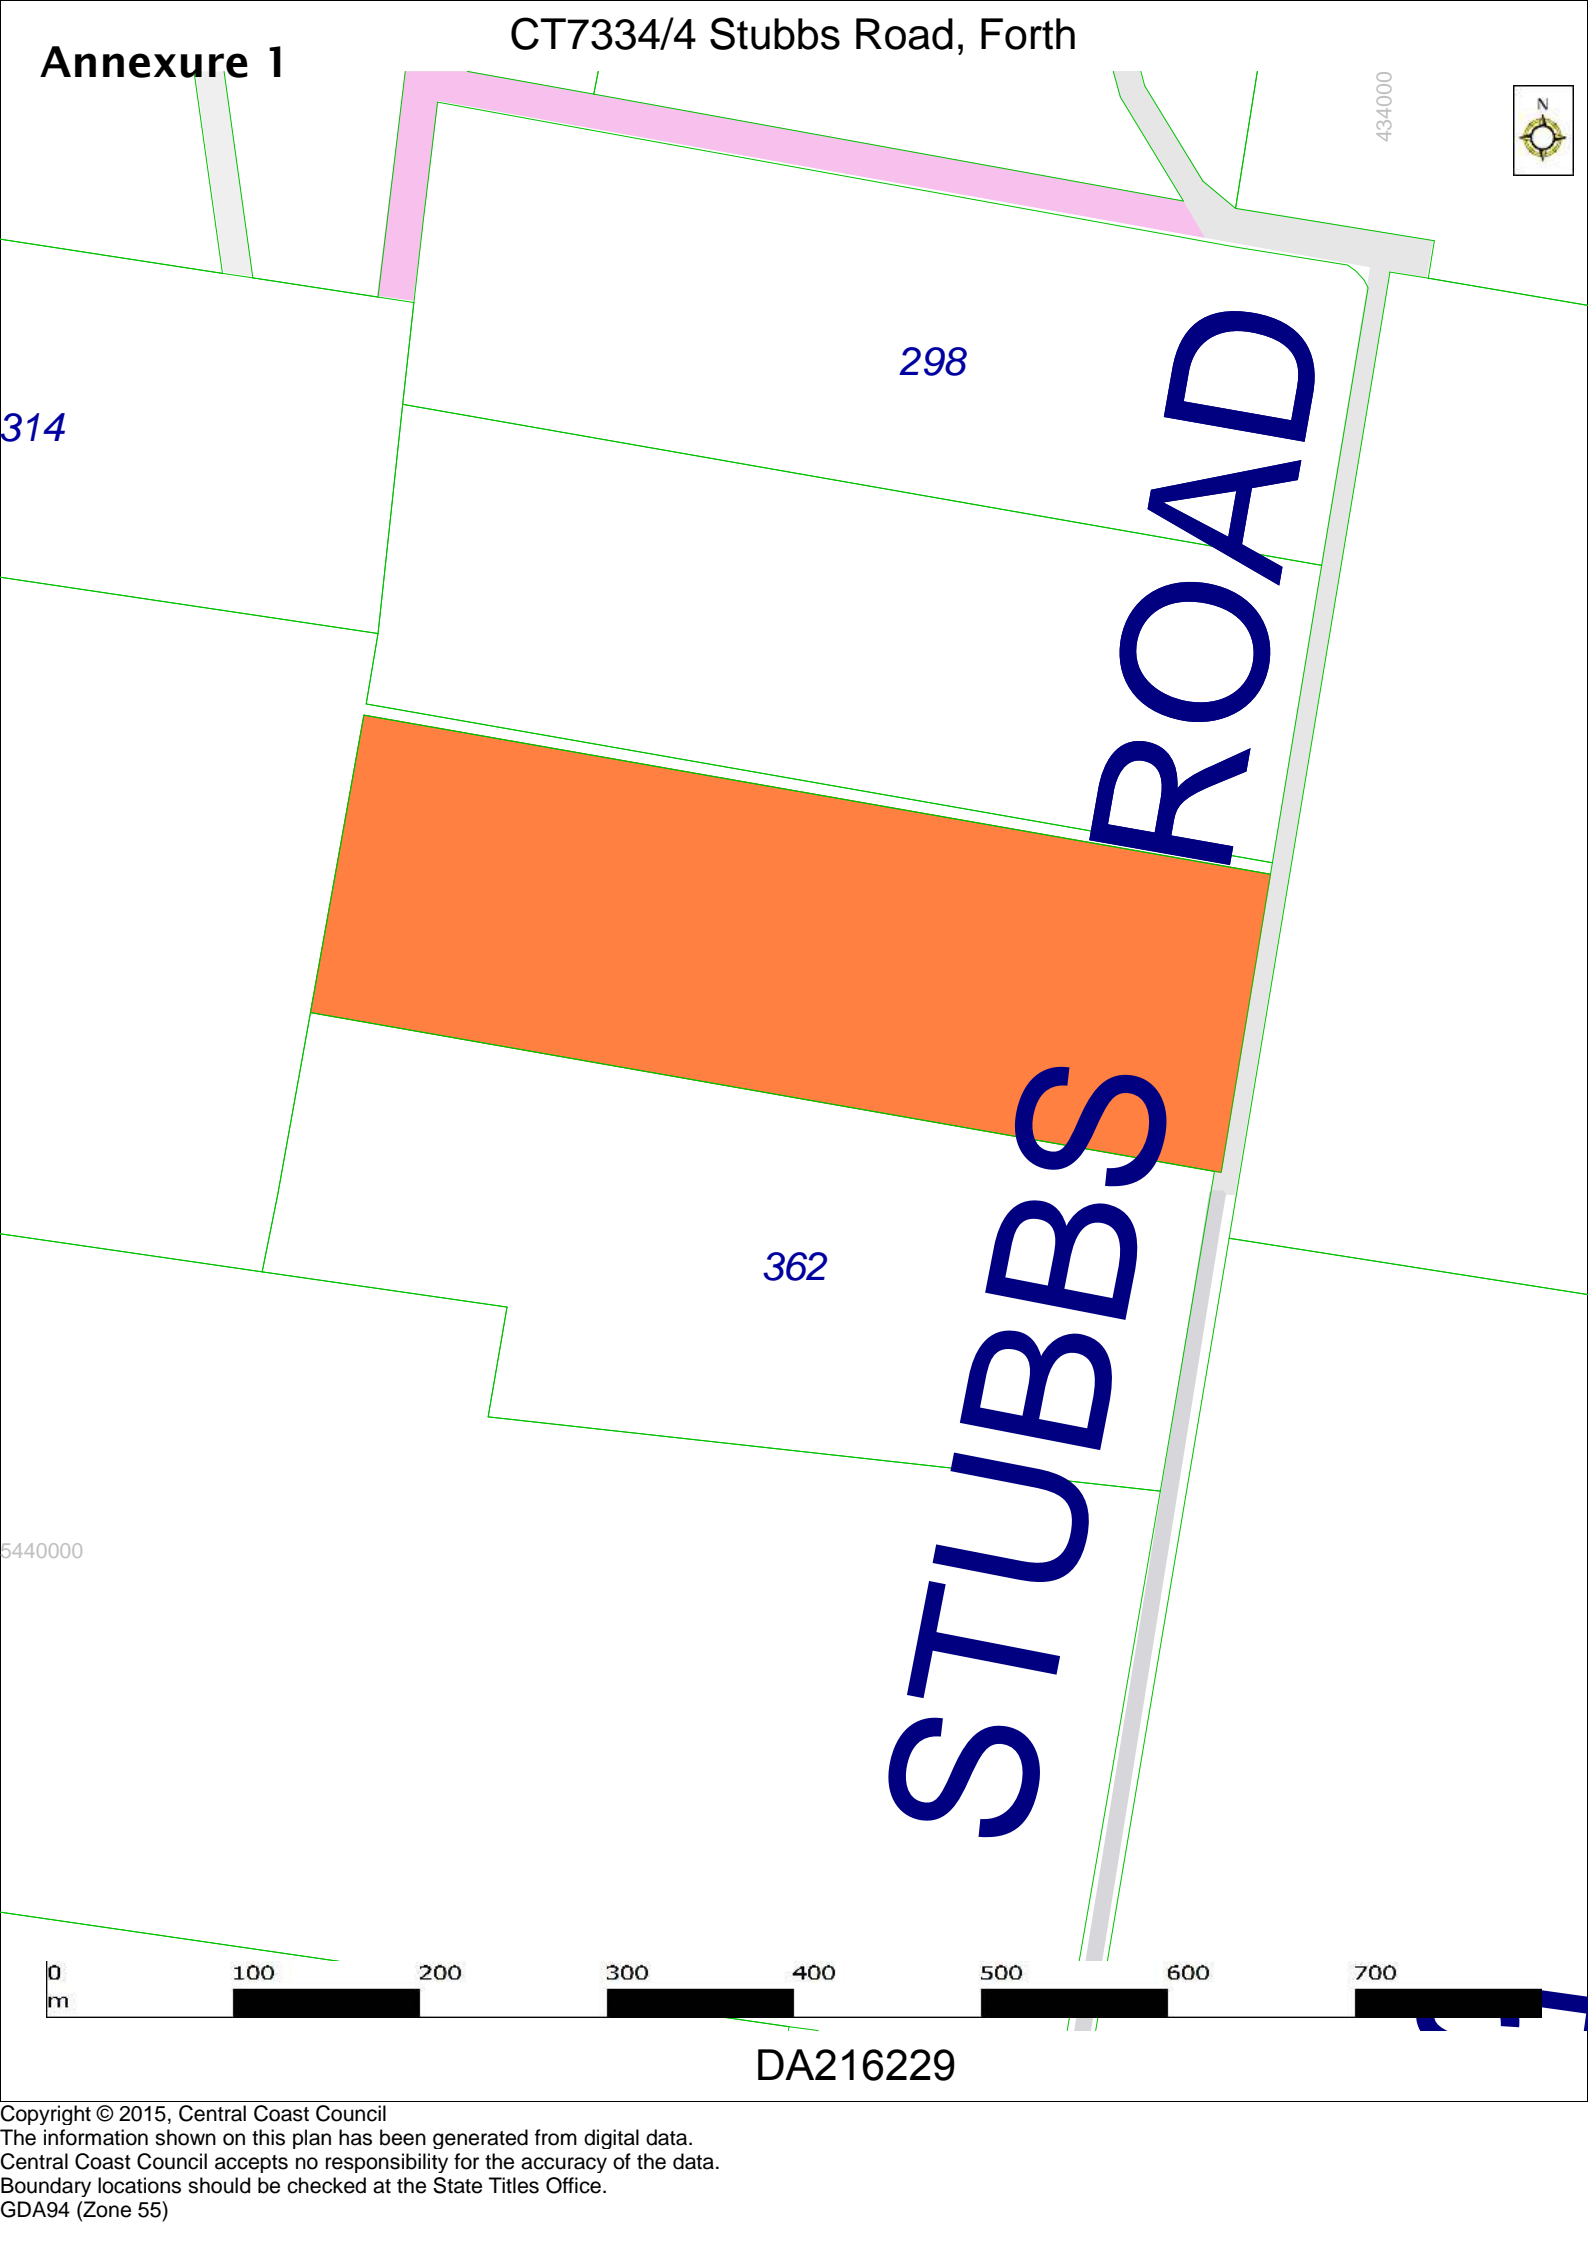 CT7334/4 Stubbs Road, Forth
Annexure 1
434000
N
298
314
STUBBS ROAD
362
5440000
0 100 200 300 400 500 600 700
m
DA216229
Copyright © 2015, Central Coast Council
The information shown on this plan has been generated from digital data.
Central Coast Council accepts no responsibility for the accuracy of the data.
Boundary locations should be checked at the State Titles Office.
GDA94 (Zone 55)